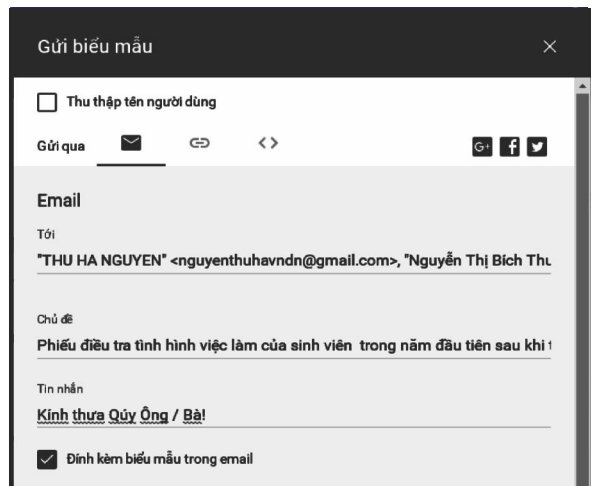 Gửi biểu mẫu
Thu thập tên người dùng
Gửi qua
G+
Email
Tới
"THU HA NGUYEN" <nguyenthuhavndn@gmail.com>, "Nguyễn Thị Bích Thu
Chủ đề
Phiếu điều tra tình hình việc làm của sinh viên trong năm đầu tiên sau khi
Tin nhắn
Kính thưa Qúy Ông / Bà!
Đính kèm biểu mẫu trong email